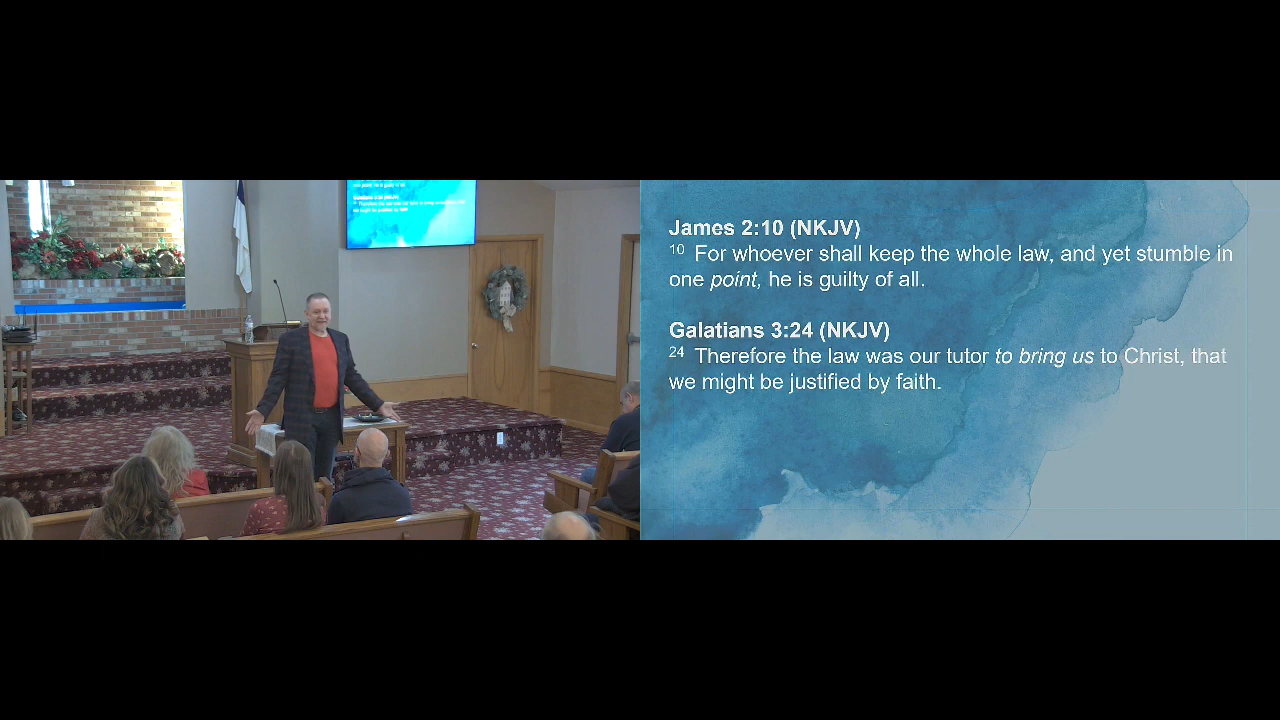 James 2:10 (NKJV)
10 For whoever shall keep the whole law, and yet stumble in
one point, he is guilty of all.
Galatians 3:24 (NKJV)
24 Therefore the law was our tutor to bring us to Christ, that
we might be justified by faith.